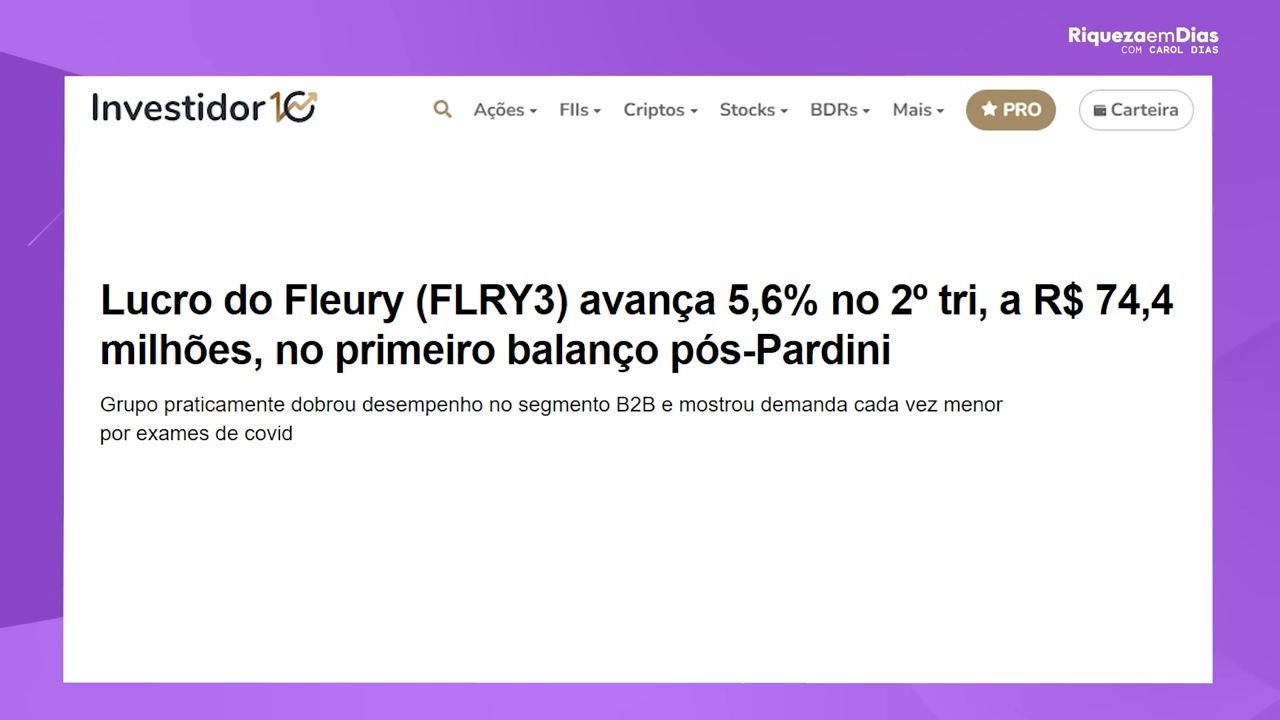 RiquezaemDias
COM CAROL DIAS
Investidor10
Ações FIIs Criptos Stocks BDRs Mais PRO Carteira
Lucro do Fleury (FLRY3) avança 5,6% no 2º tri, a R$ 74,4
milhões, no primeiro balanço pós-Pardini
Grupo praticamente dobrou desempenho no segmento B2B e mostrou demanda cada vez menor
por exames de covid